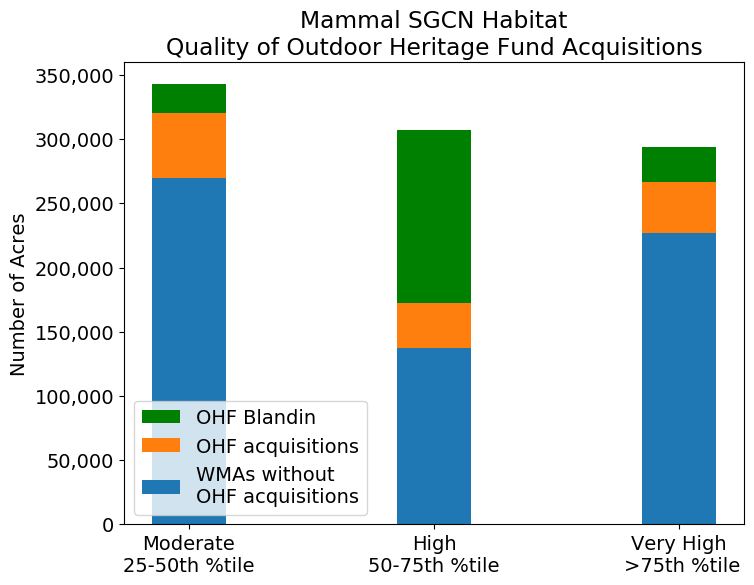 Mammal SGCN Habitat
Quality of Outdoor Heritage Fund Acquisitions
Number of Acres
350,000
300,000
250,000
200,000
150,000
100,000
50,000
0
OHF Blandin
OHF acquisitions
WMAs without
OHF acquisitions
Moderate
25-50th %tile
High
50-75th %tile
Very High
>75th %tile